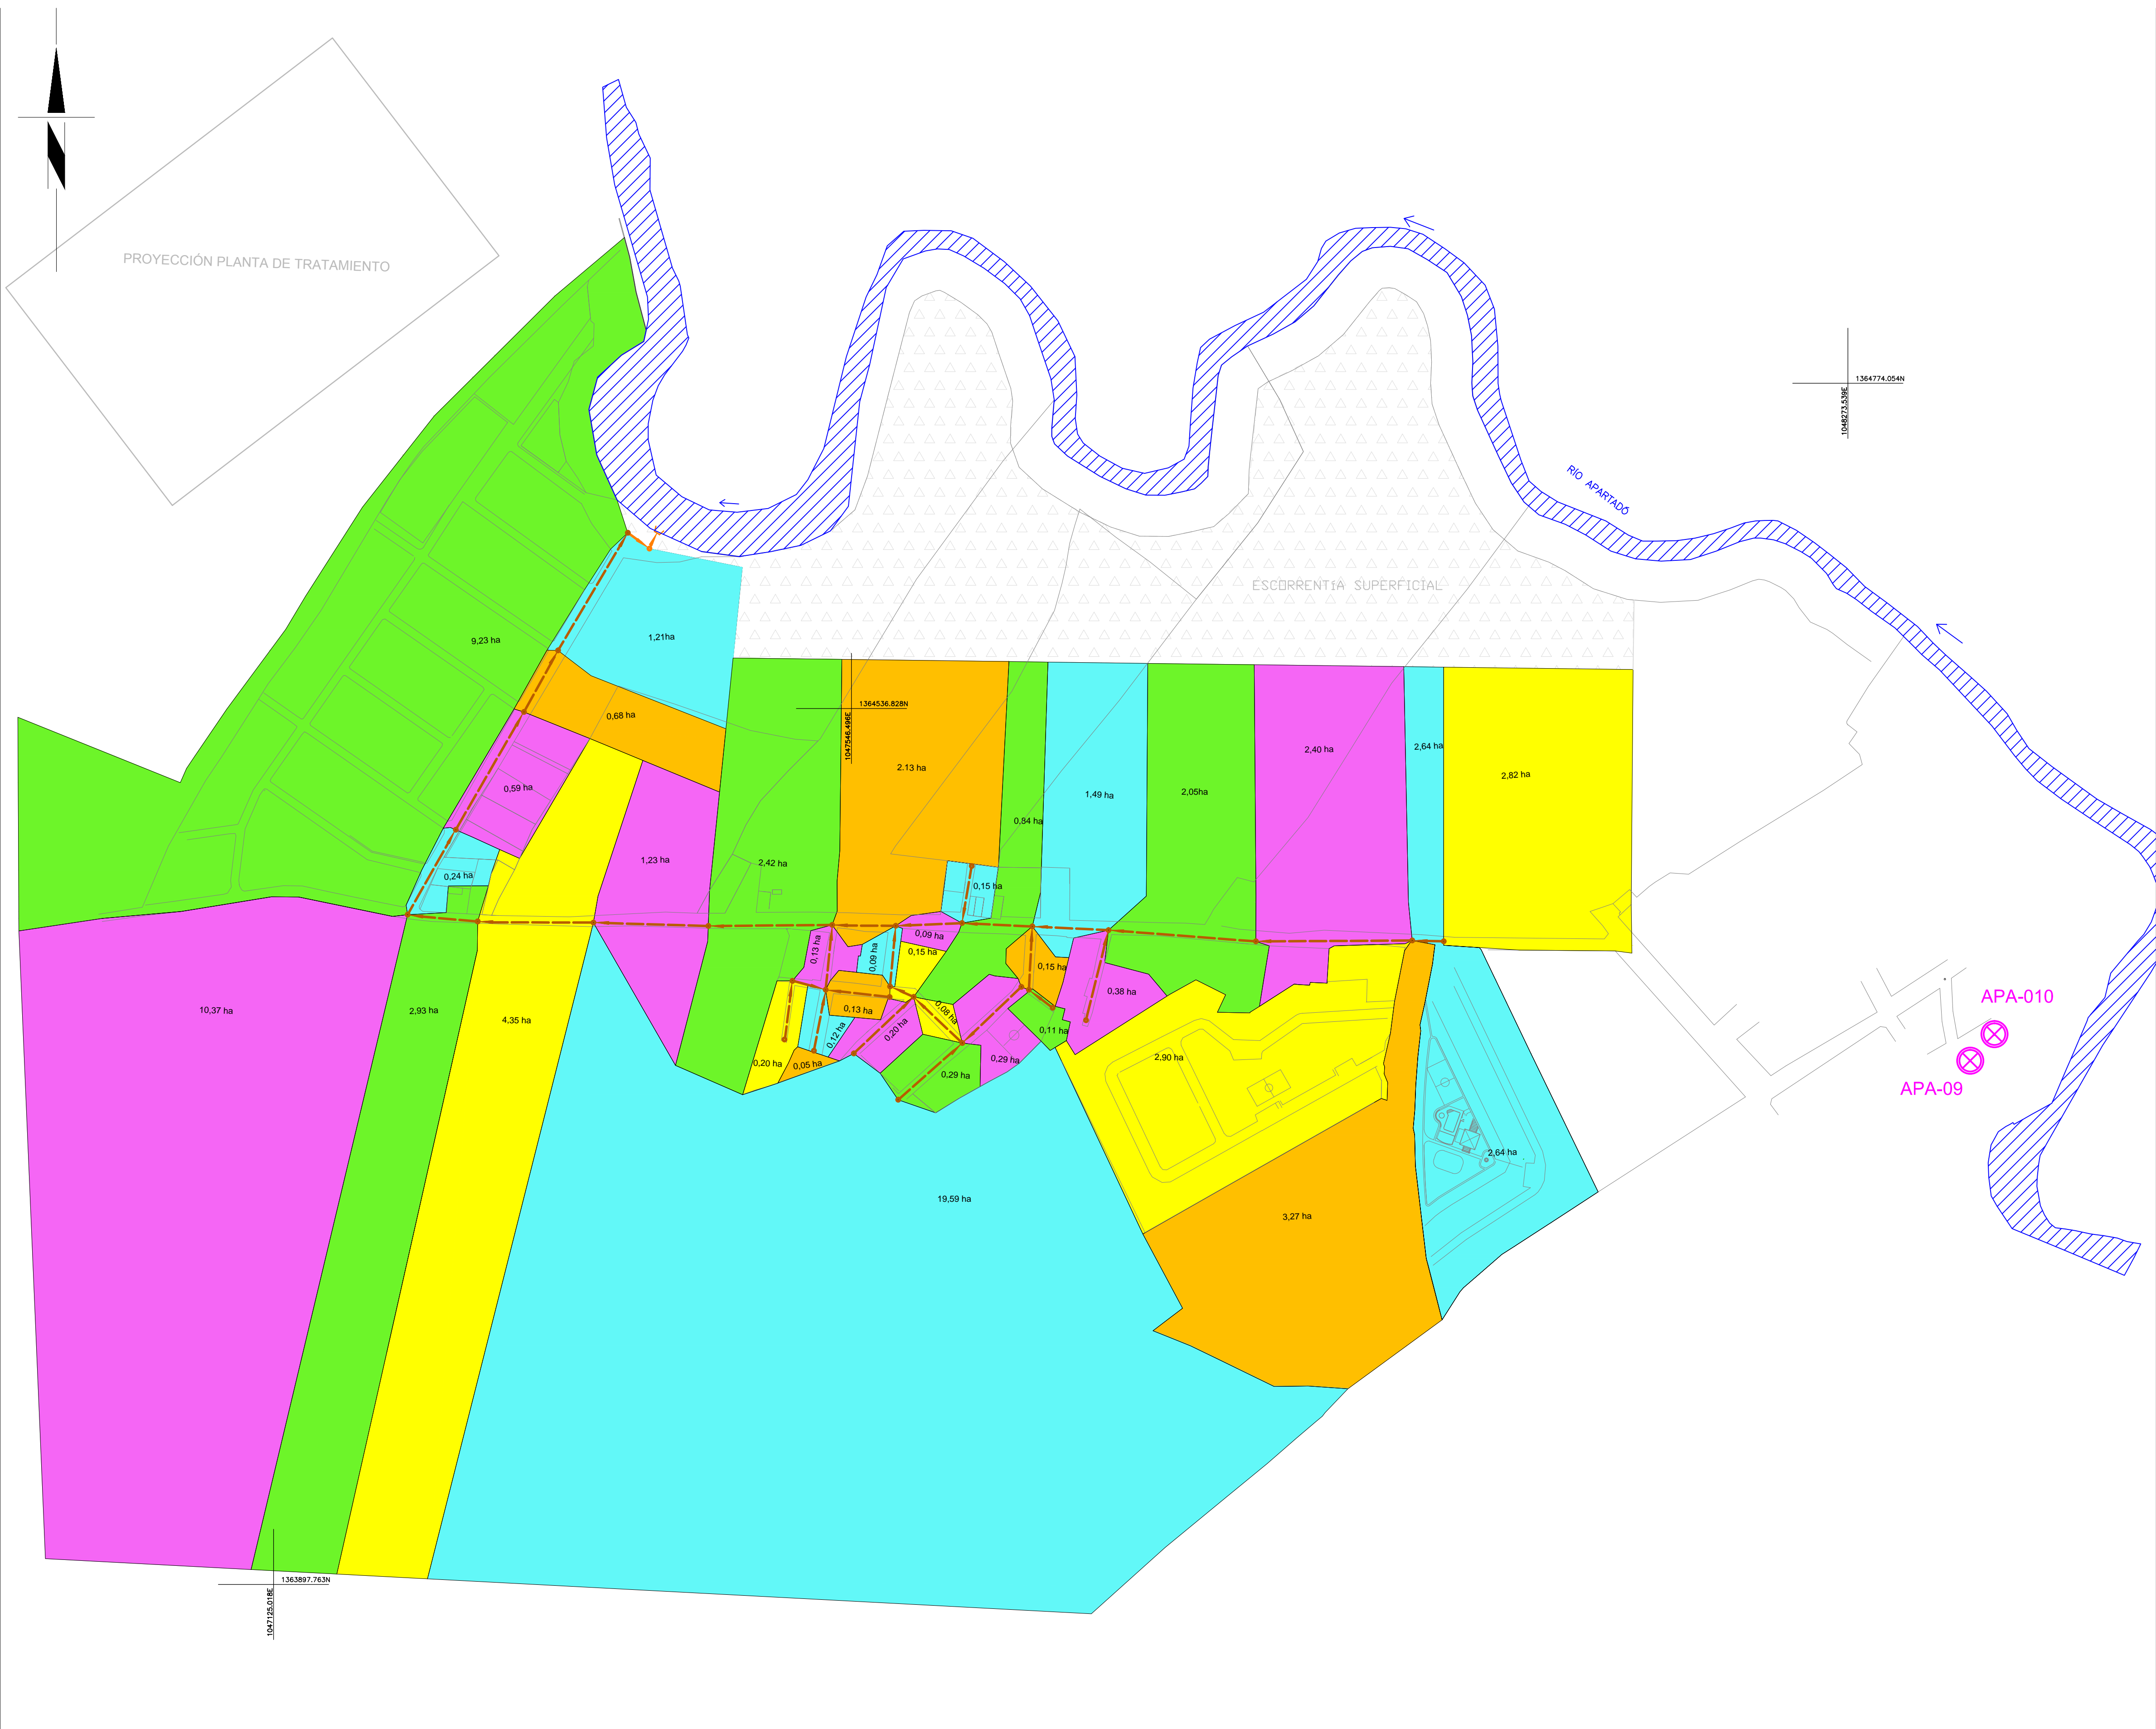 PROYECCIÓN PLANTA DE TRATAMIENTO
1364774.054N
1048273.539E
RÍO APARTADÓ
ESCORRENTíA SUPERFICIAL
9,23 ha
1,21ha
0,68 ha
1364536.828N
1047546.496E
2.13 ha
2,40 ha
2,64 ha
2,82 ha
0,59 ha
1,49 ha
2,05ha
0,84 ha
1,23 ha
2,42 ha
0,24 ha
0,15 ha
0,13 ha
0,09 ha
0,09 ha
0,15 ha
0,15 ha
0,38 ha
APA-010
10,37 ha
2,93 ha
4,35 ha
0,13 ha
0,08 ha
0,12 ha
0,20 ha
0,11 ha
0,20 ha
0,05 ha
0,29 ha
0,29 ha
2,90 ha
APA-09
2,64 ha
19,59 ha
3,27 ha
1363897.763N
1047125.018E